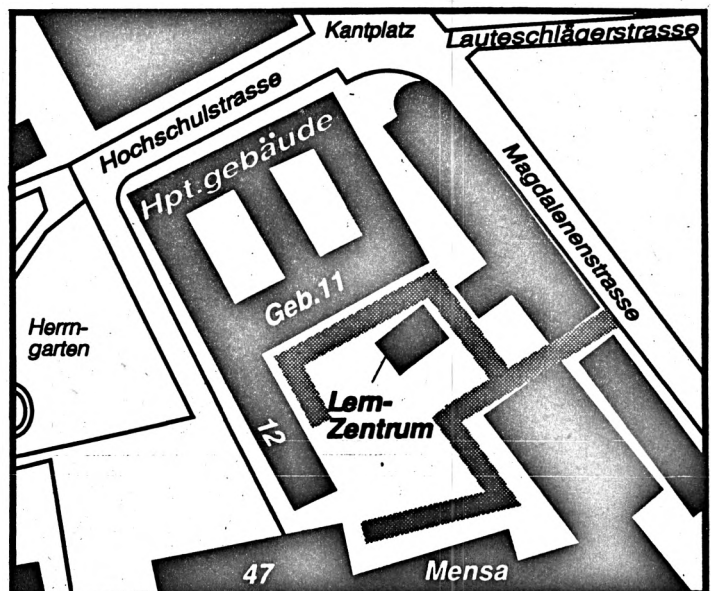 Kantplatz
Lauteschlägerstrasse
Hochschulstrasse
Hpt.gebäude
Magdalenenstrasse
Geb.11
Herrn-
garten
Lern-
Zentrum
12
47
Mensa